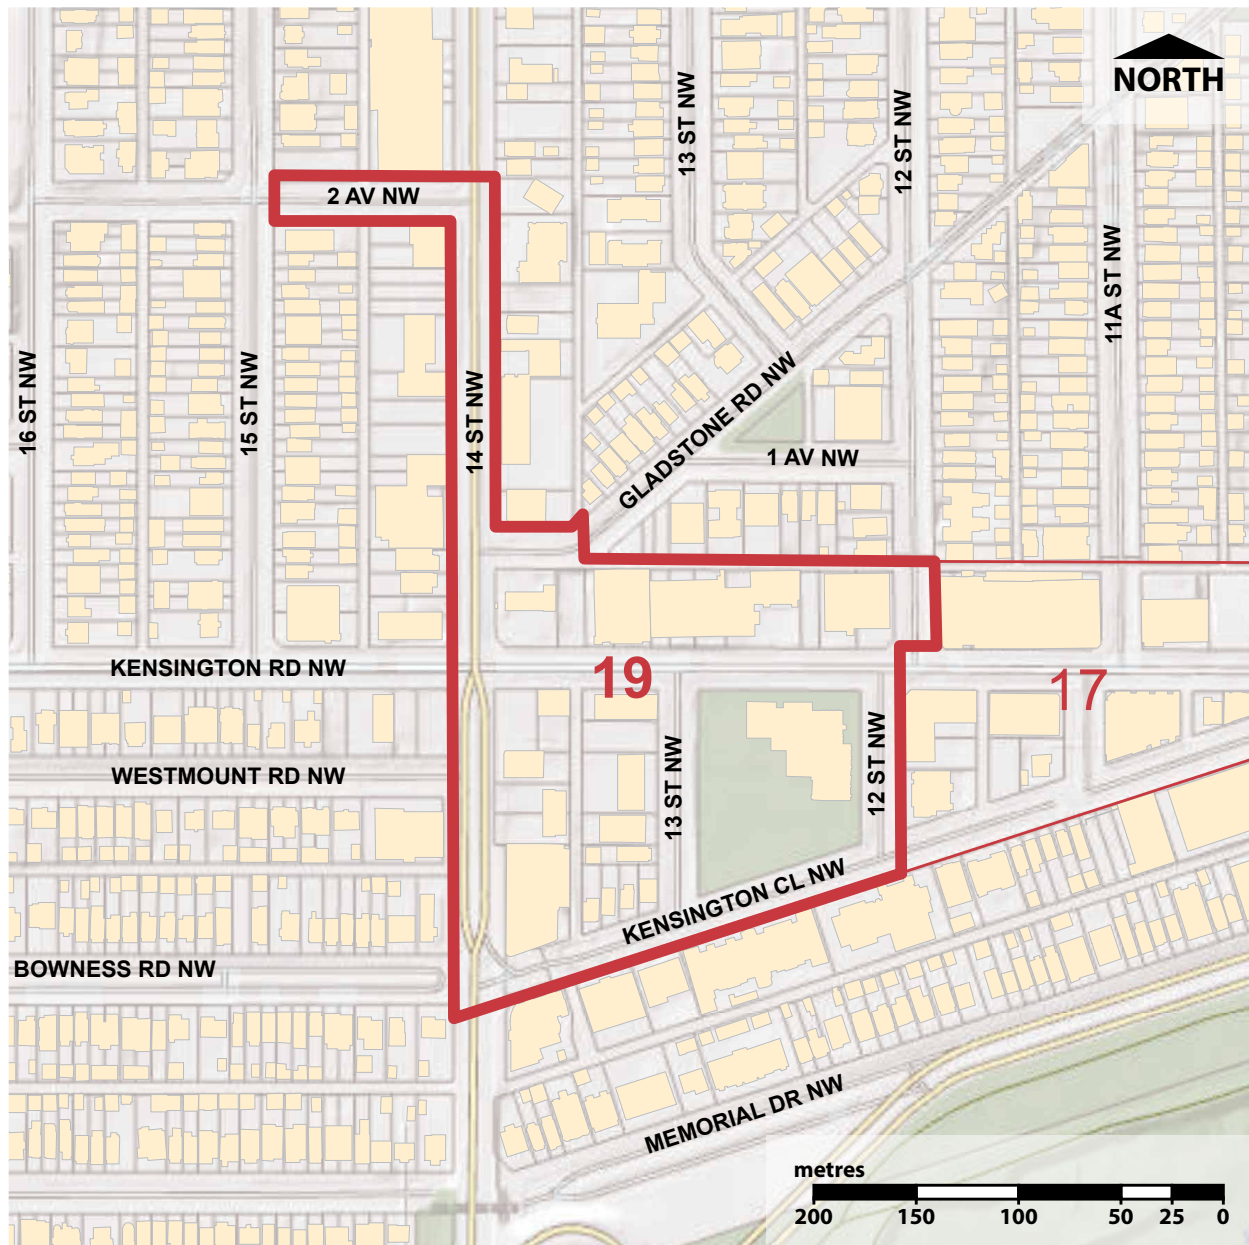 NORTH
13 ST NW
12 ST NW
2 AV NW
11A ST NW
16 ST NW
15 ST NW
14 ST NW
GLADSTONE RD NW
1 AV NW
KENSINGTON RD NW
19
17
WESTMOUNT RD NW
13 ST NW
12 ST NW
KENSINGTON CL NW
BOWNESS RD NW
MEMORIAL DR NW
metres
200 150 100 50 25 0